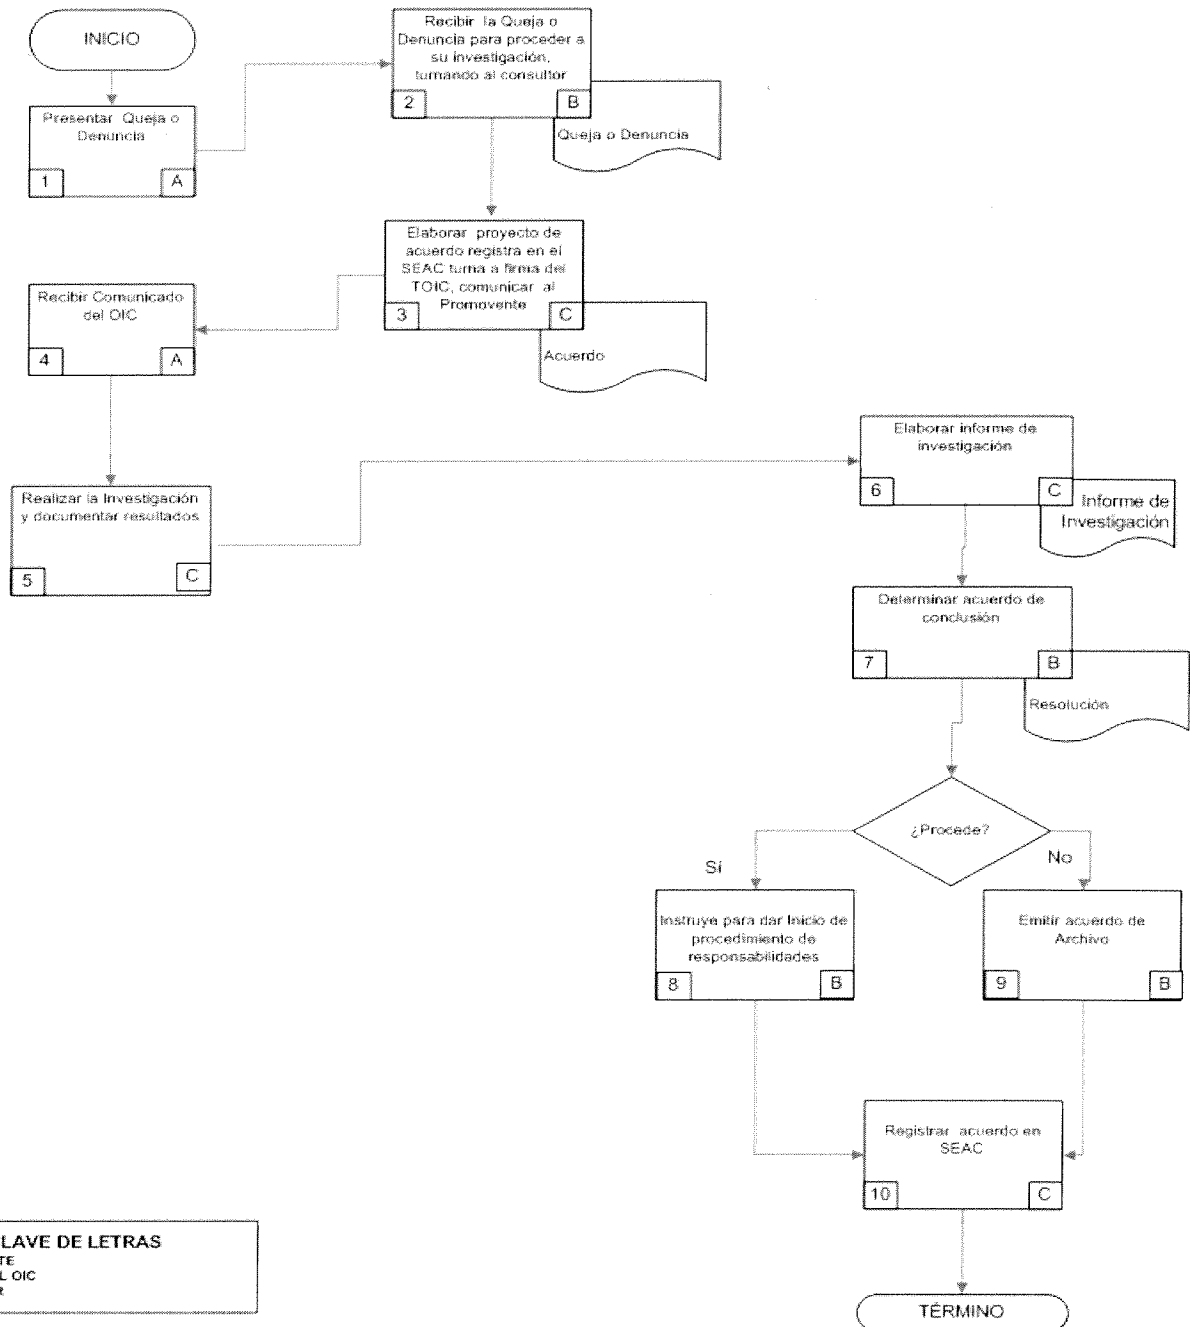 INICIO
Presentar Queja o
Denuncia
1
A
Recibir la Queja o
Denuncia para proceder a
su investigación,
turnando al consultor
2
B
Queja o Denuncia
Elaborar proyecto de
acuerdo registra en el
SEAC turna a firma del
TOIC, comunicar al
Promovente
3
C
Acuerdo
Recibir Comunicado
del OIC
4
A
Realizar la Investigación
y documentar resultados
5
C
Elaborar informe de
investigación
6
C
Informe de
Investigación
Determinar acuerdo de
conclusión
7
B
Resolución
¿Procede?
Sí
No
Instruye para dar Inicio de
procedimiento de
responsabilidades
8
B
Emitir acuerdo de
Archivo
9
B
Registrar acuerdo en
SEAC
10
C
TÉRMINO
LAVE DE LETRAS
TE
L OIC
R